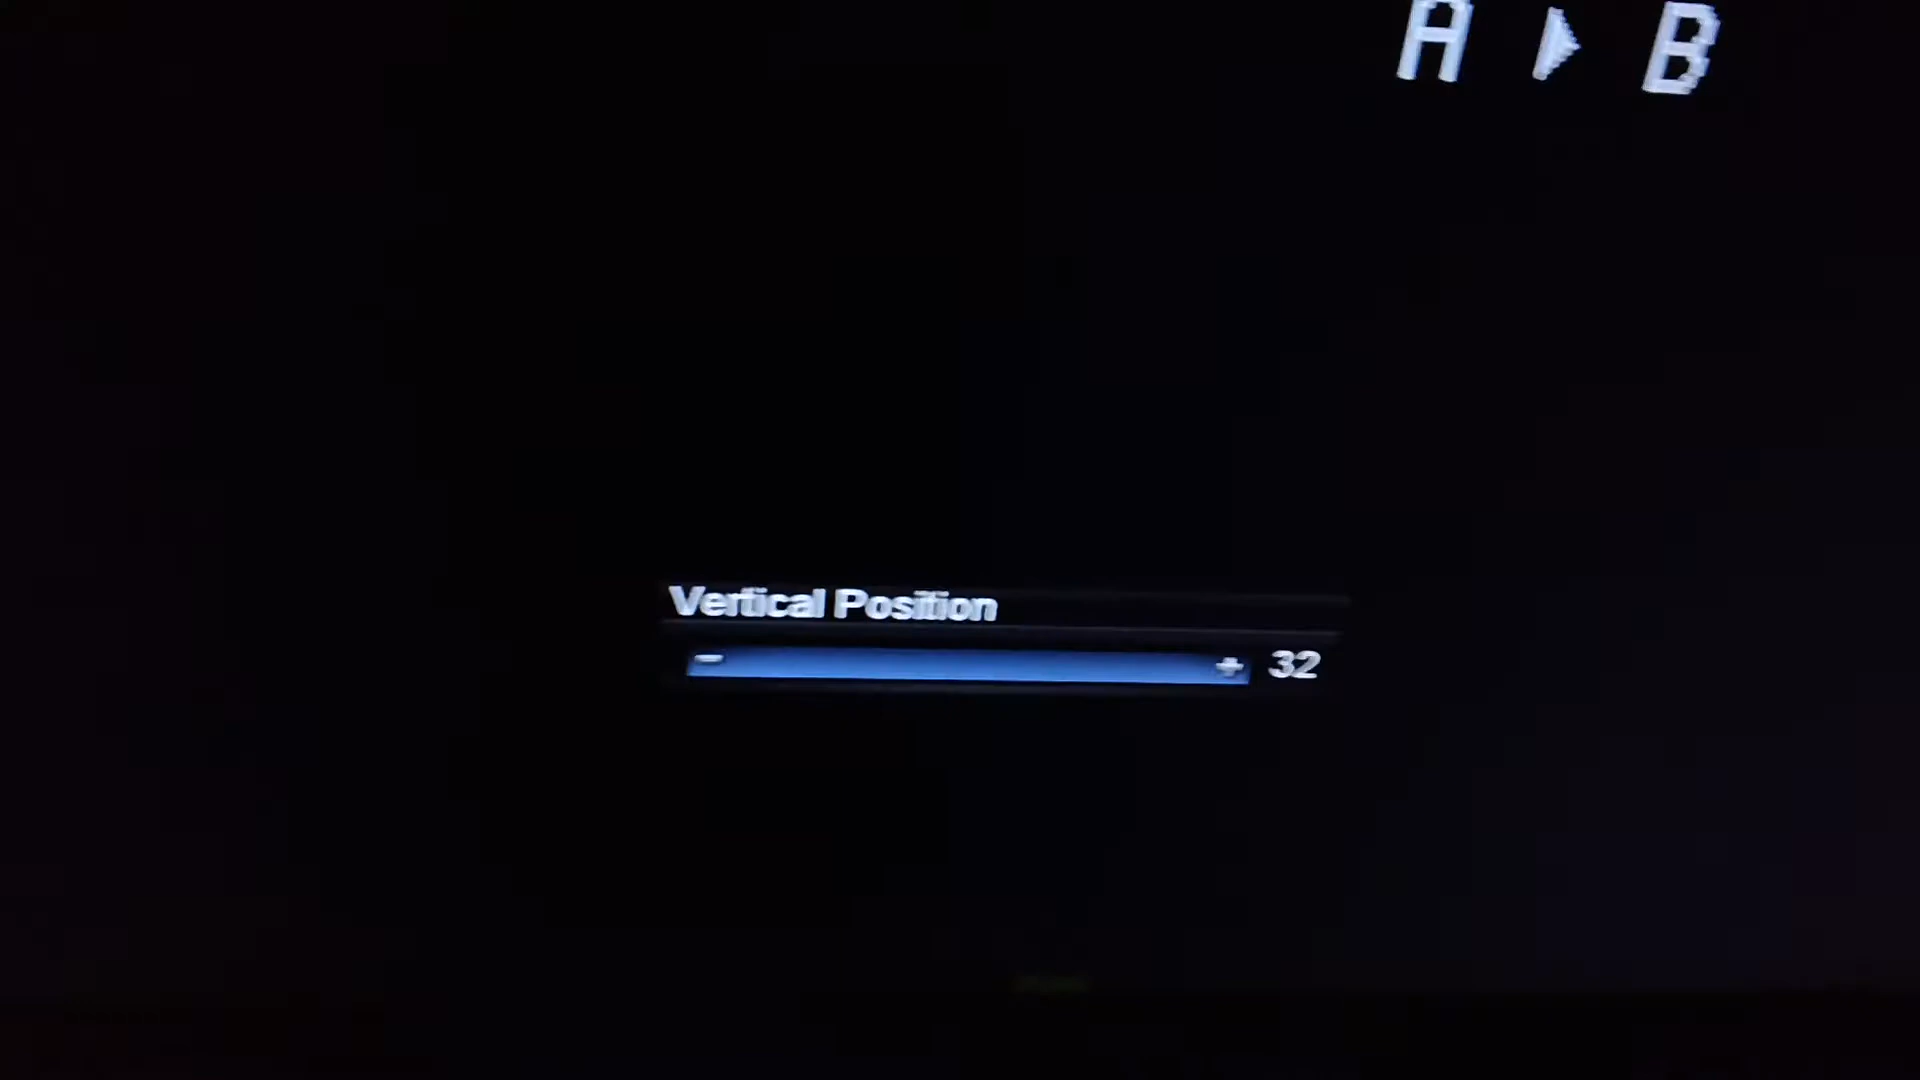 A ▶ B
Vertical Position
- + 32